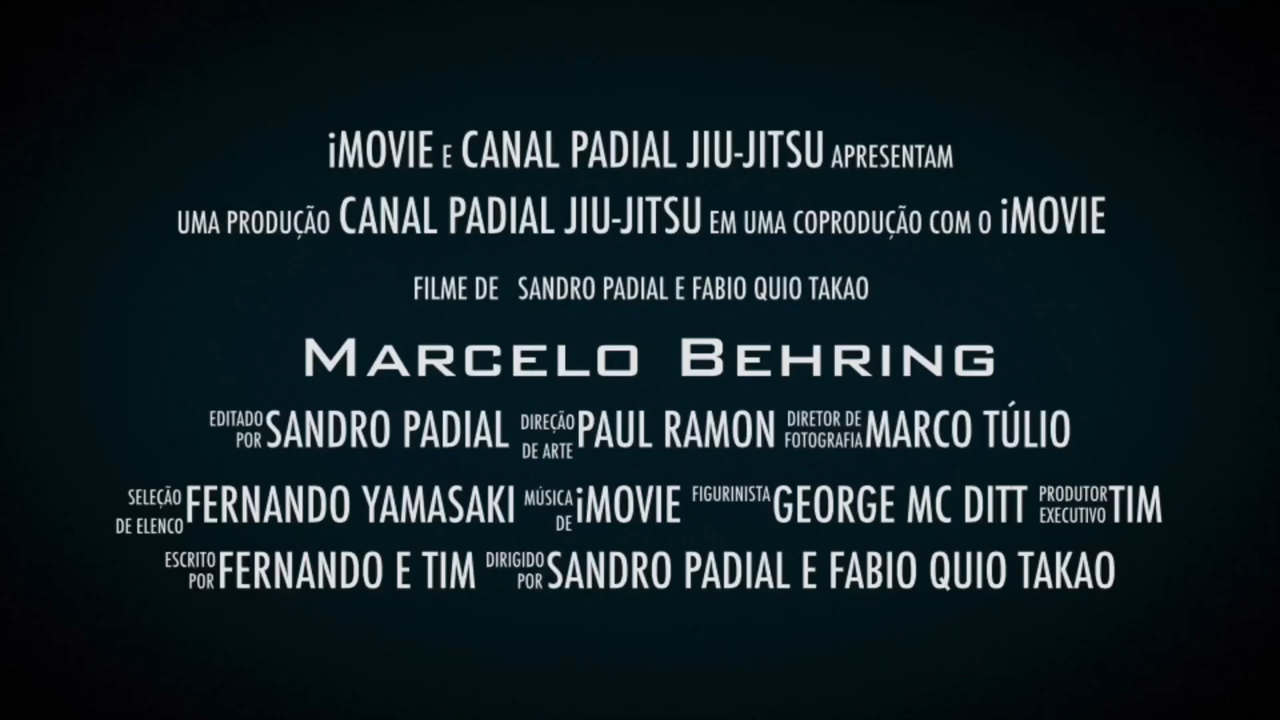 iMOVIE E CANAL PADIAL JIU-JITSU APRESENTAM
UMA PRODUÇÃO CANAL PADIAL JIU-JITSU EM UMA COPRODUÇÃO COM O iMOVIE
FILME DE SANDRO PADIAL E FABIO QUIO TAKAO
MARCELO BEHRING
EDITADO POR SANDRO PADIAL DIREÇÃO DE ARTE PAUL RAMON DIRETOR DE FOTOGRAFIA MARCO TÚLIO
SELEÇÃO DE ELENCO FERNANDO YAMASAKI MÚSICA DE iMOVIE FIGURINISTA GEORGE MC DITT PRODUTOR EXECUTIVO TIM
ESCRITO POR FERNANDO E TIM DIRIGIDO POR SANDRO PADIAL E FABIO QUIO TAKAO